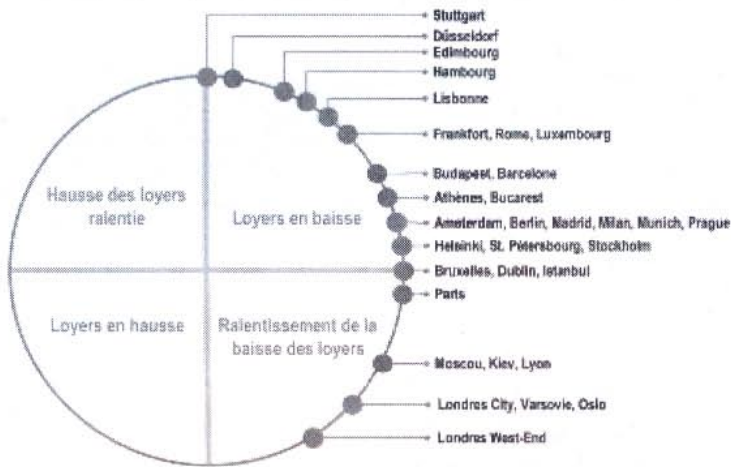 Stuttgart
Düsseldorf
Edimbourg
Hambourg
Lisbonne
Frankfort, Rome, Luxembourg
Budapest, Barcelone
Athènes, Bucarest
Amsterdam, Berlin, Madrid, Milan, Munich, Prague
Helsinki, St. Pétersbourg, Stockholm
Bruxelles, Dublin, Istanbul
Paris
Moscou, Kiev, Lyon
Londres City, Varsovie, Oslo
Londres West-End
Hausse des loyers
ralentie
Loyers en baisse
Loyers en hausse
Ralentissement de la
baisse des loyers